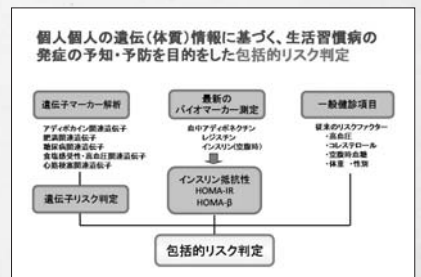 個人個人の遺伝(体質)情報に基づく、生活習慣病の
発症の予知・予防を目的をした包括的リスク判定
遺伝子マーカー解析
アディポカイン関連遺伝子
肥満関連遺伝子
糖尿病関連遺伝子
食塩感受性・高血圧関連遺伝子
心筋梗塞関連遺伝子
遺伝子リスク判定
最新の
バイオマーカー測定
血中アディポネクチン
レジスチン
インスリン(空腹時)
インスリン抵抗性
HOMA-IR
HOMA-β
一般健診項目
従来のリスクファクター
・高血圧
・コレステロール
・空腹時血糖
・体重 ・性別
包括的リスク判定